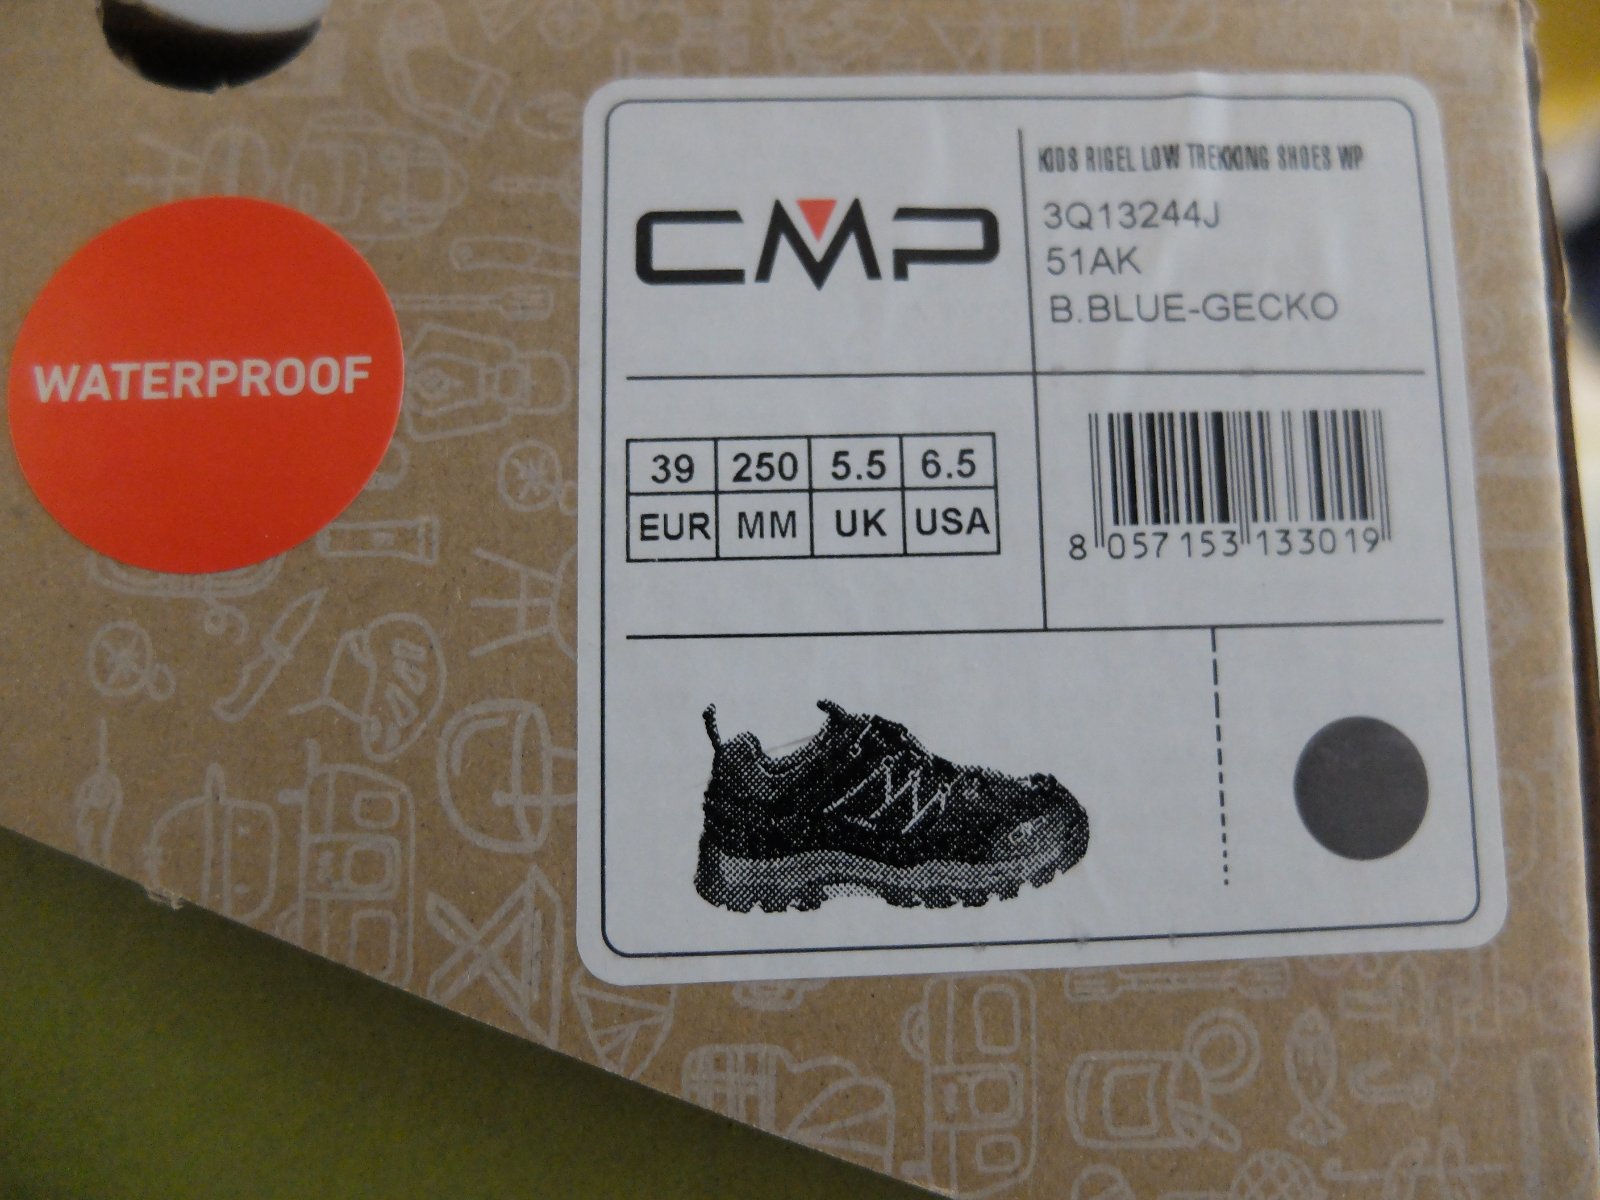 WATERPROOF
CMP
KIDS RIGEL LOW TREKKING SHOES WP
3Q13244J
51AK
B.BLUE-GECKO
39 250 5.5 6.5
EUR MM UK USA
8 057153 133019